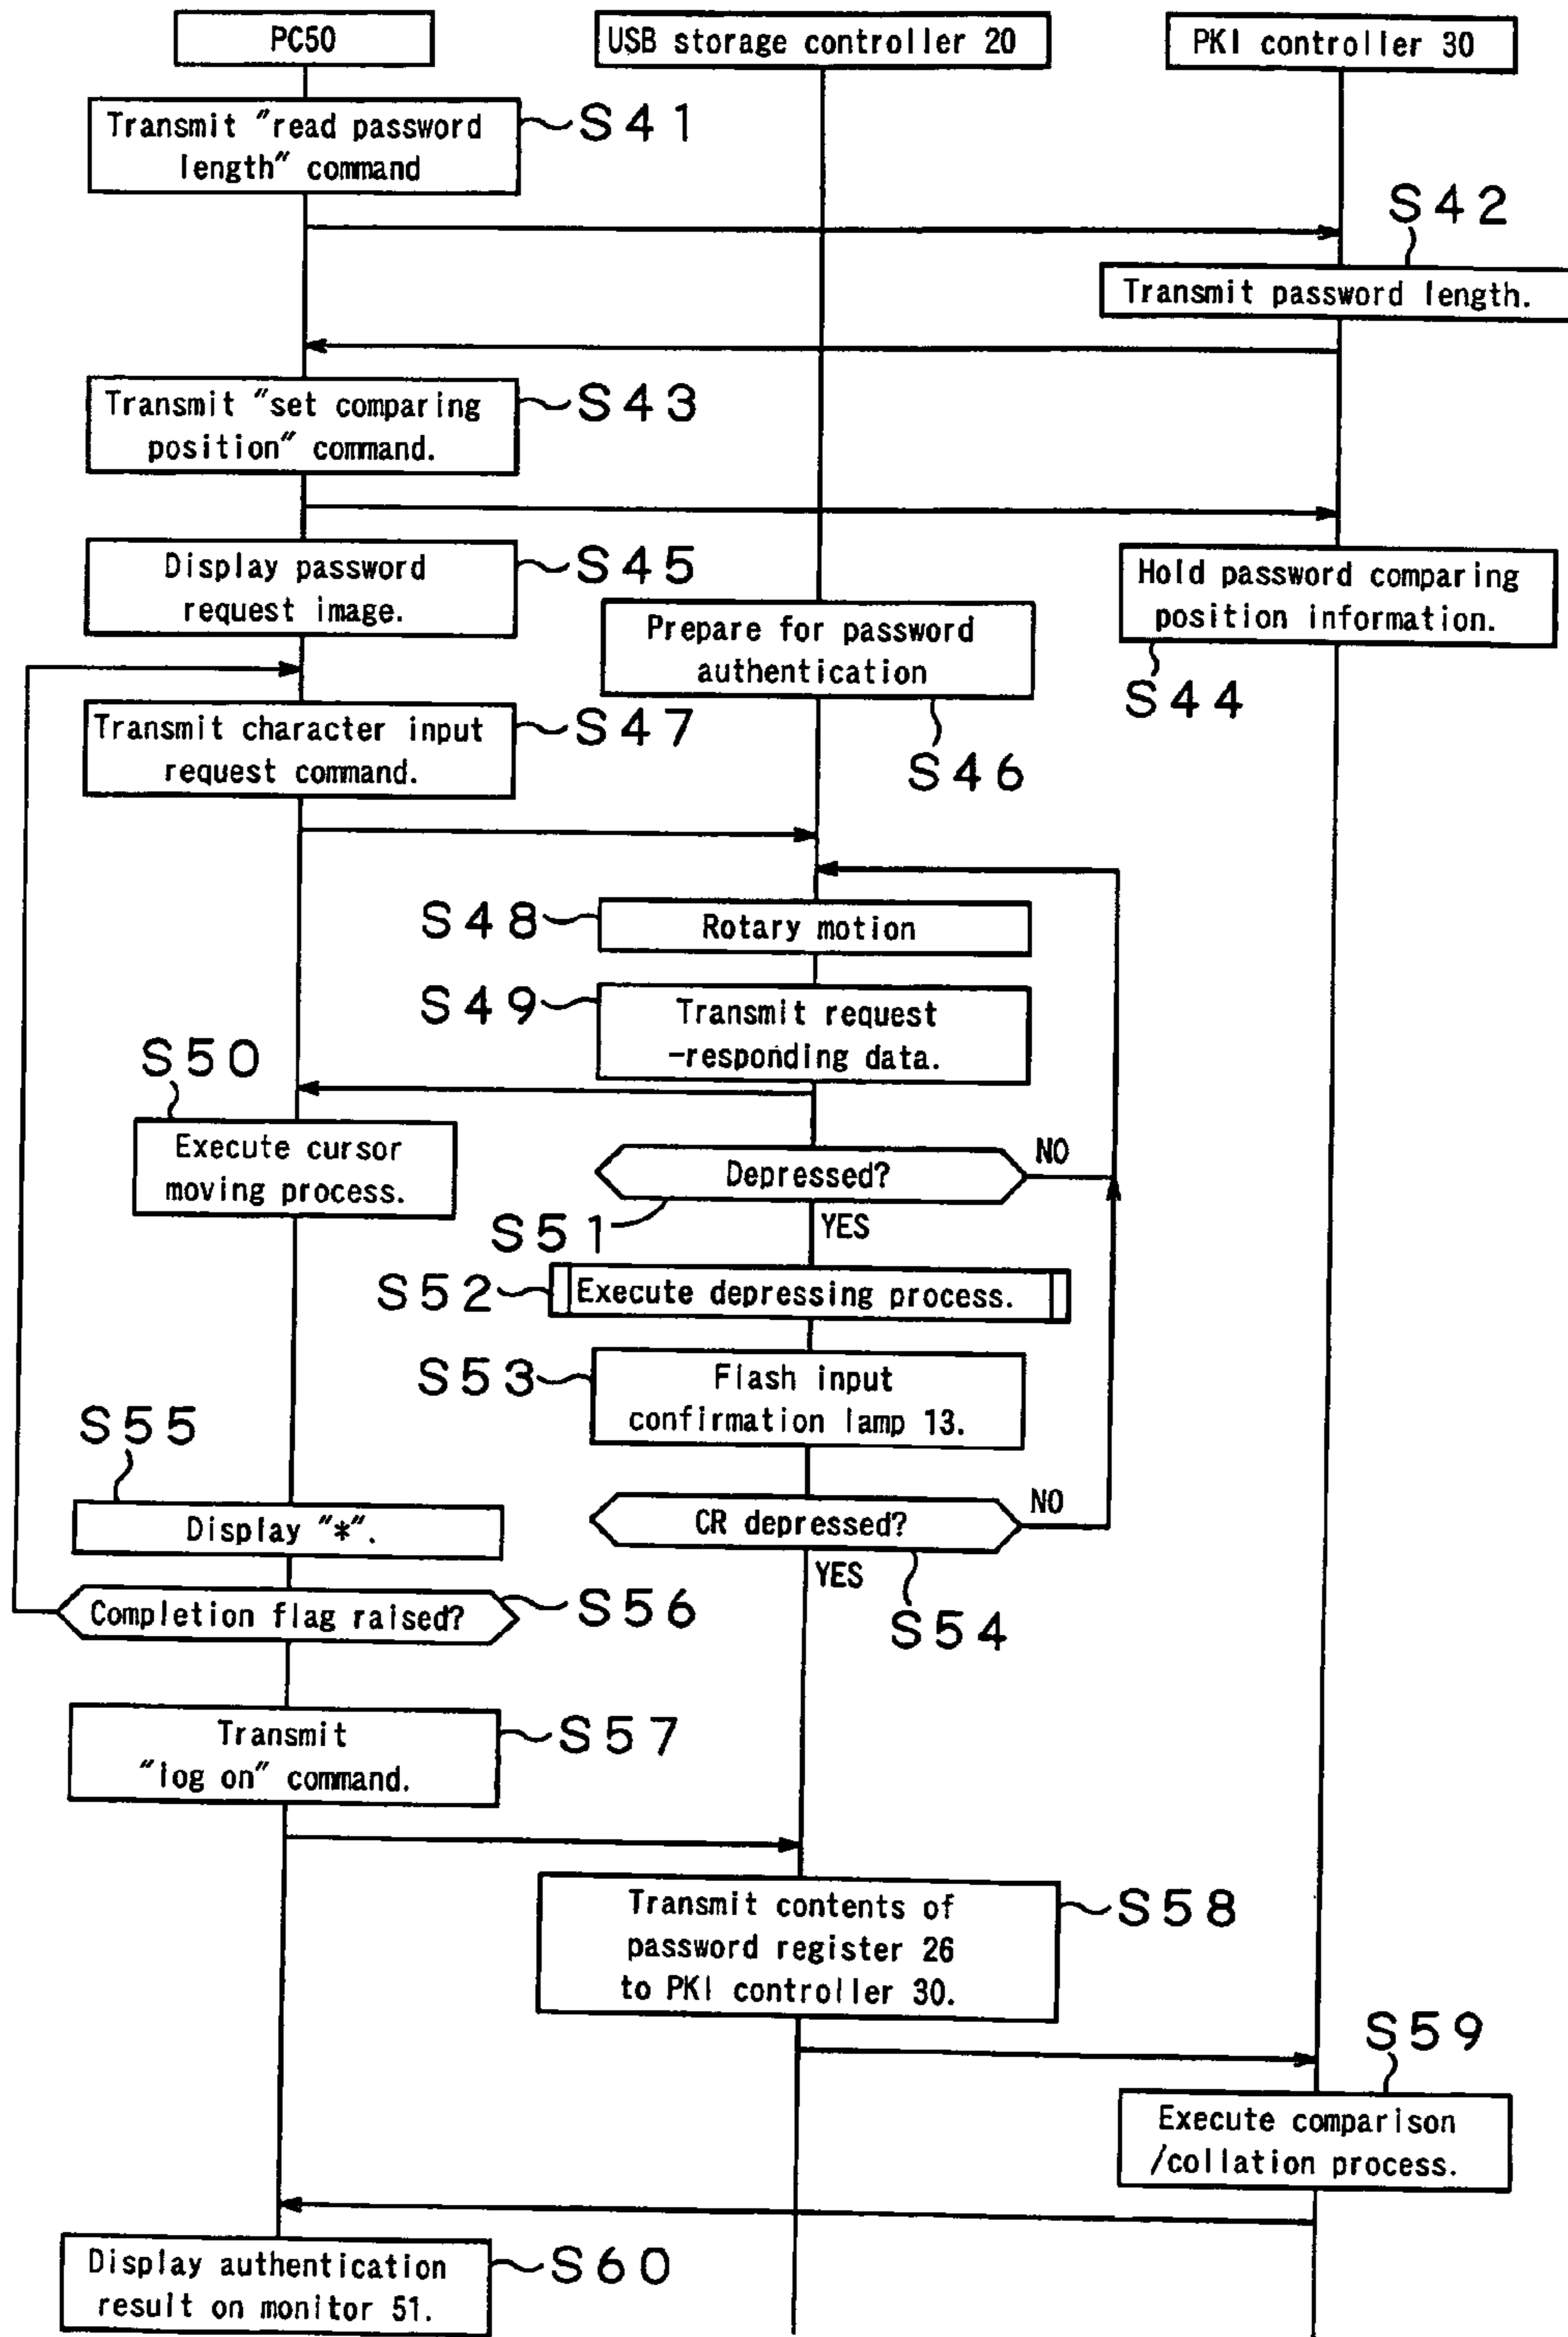 PC50
USB storage controller 20
PKI controller 30
Transmit "read password
length" command
S41
S42
Transmit password length.
Transmit "set comparing
position" command.
S43
Display password
request image.
S45
Hold password comparing
position information.
S44
Prepare for password
authentication
S46
Transmit character input
request command.
S47
S48
Rotary motion
S49
Transmit request
-responding data.
S50
Execute cursor
moving process.
Depressed?
NO
S51
YES
S52
Execute depressing process.
S53
Flash input
confirmation lamp 13.
S55
Display "*".
CR depressed?
NO
YES
S54
Completion flag raised?
S56
Transmit
"log on" command.
S57
Transmit contents of
password register 26
to PKI controller 30.
S58
S59
Execute comparison
/collation process.
Display authentication
result on monitor 51.
S60